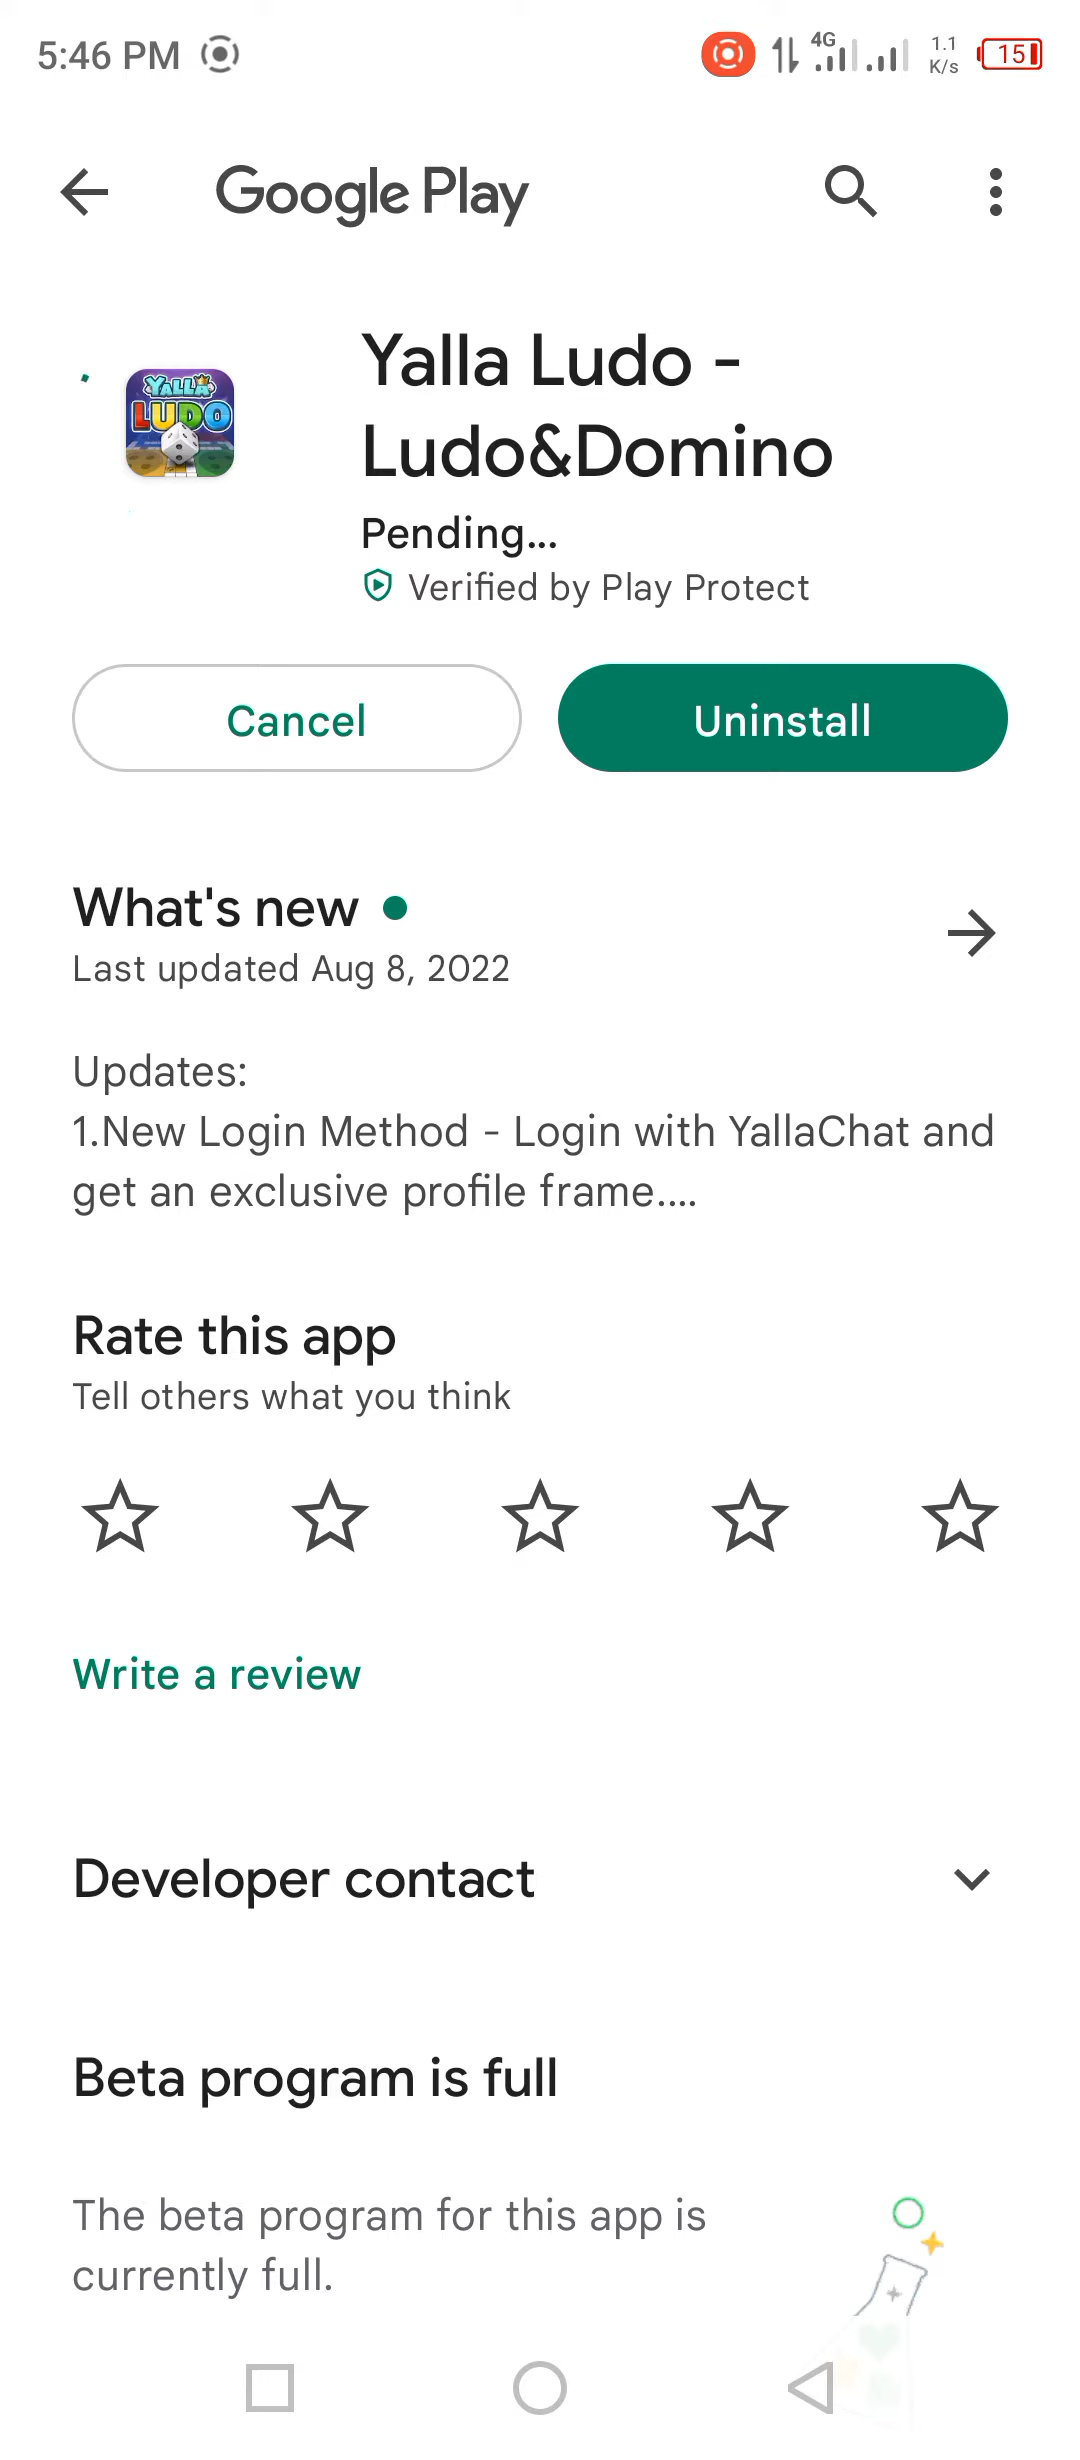 5:46 PM
4G
1.1
K/s
15
Google Play
YALLA
LUDO
Yalla Ludo -
Ludo&Domino
Pending...
Verified by Play Protect
Cancel
Uninstall
What's new
Last updated Aug 8, 2022
Updates:
1.New Login Method - Login with YallaChat and
get an exclusive profile frame....
Rate this app
Tell others what you think
Write a review
Developer contact
Beta program is full
The beta program for this app is
currently full.